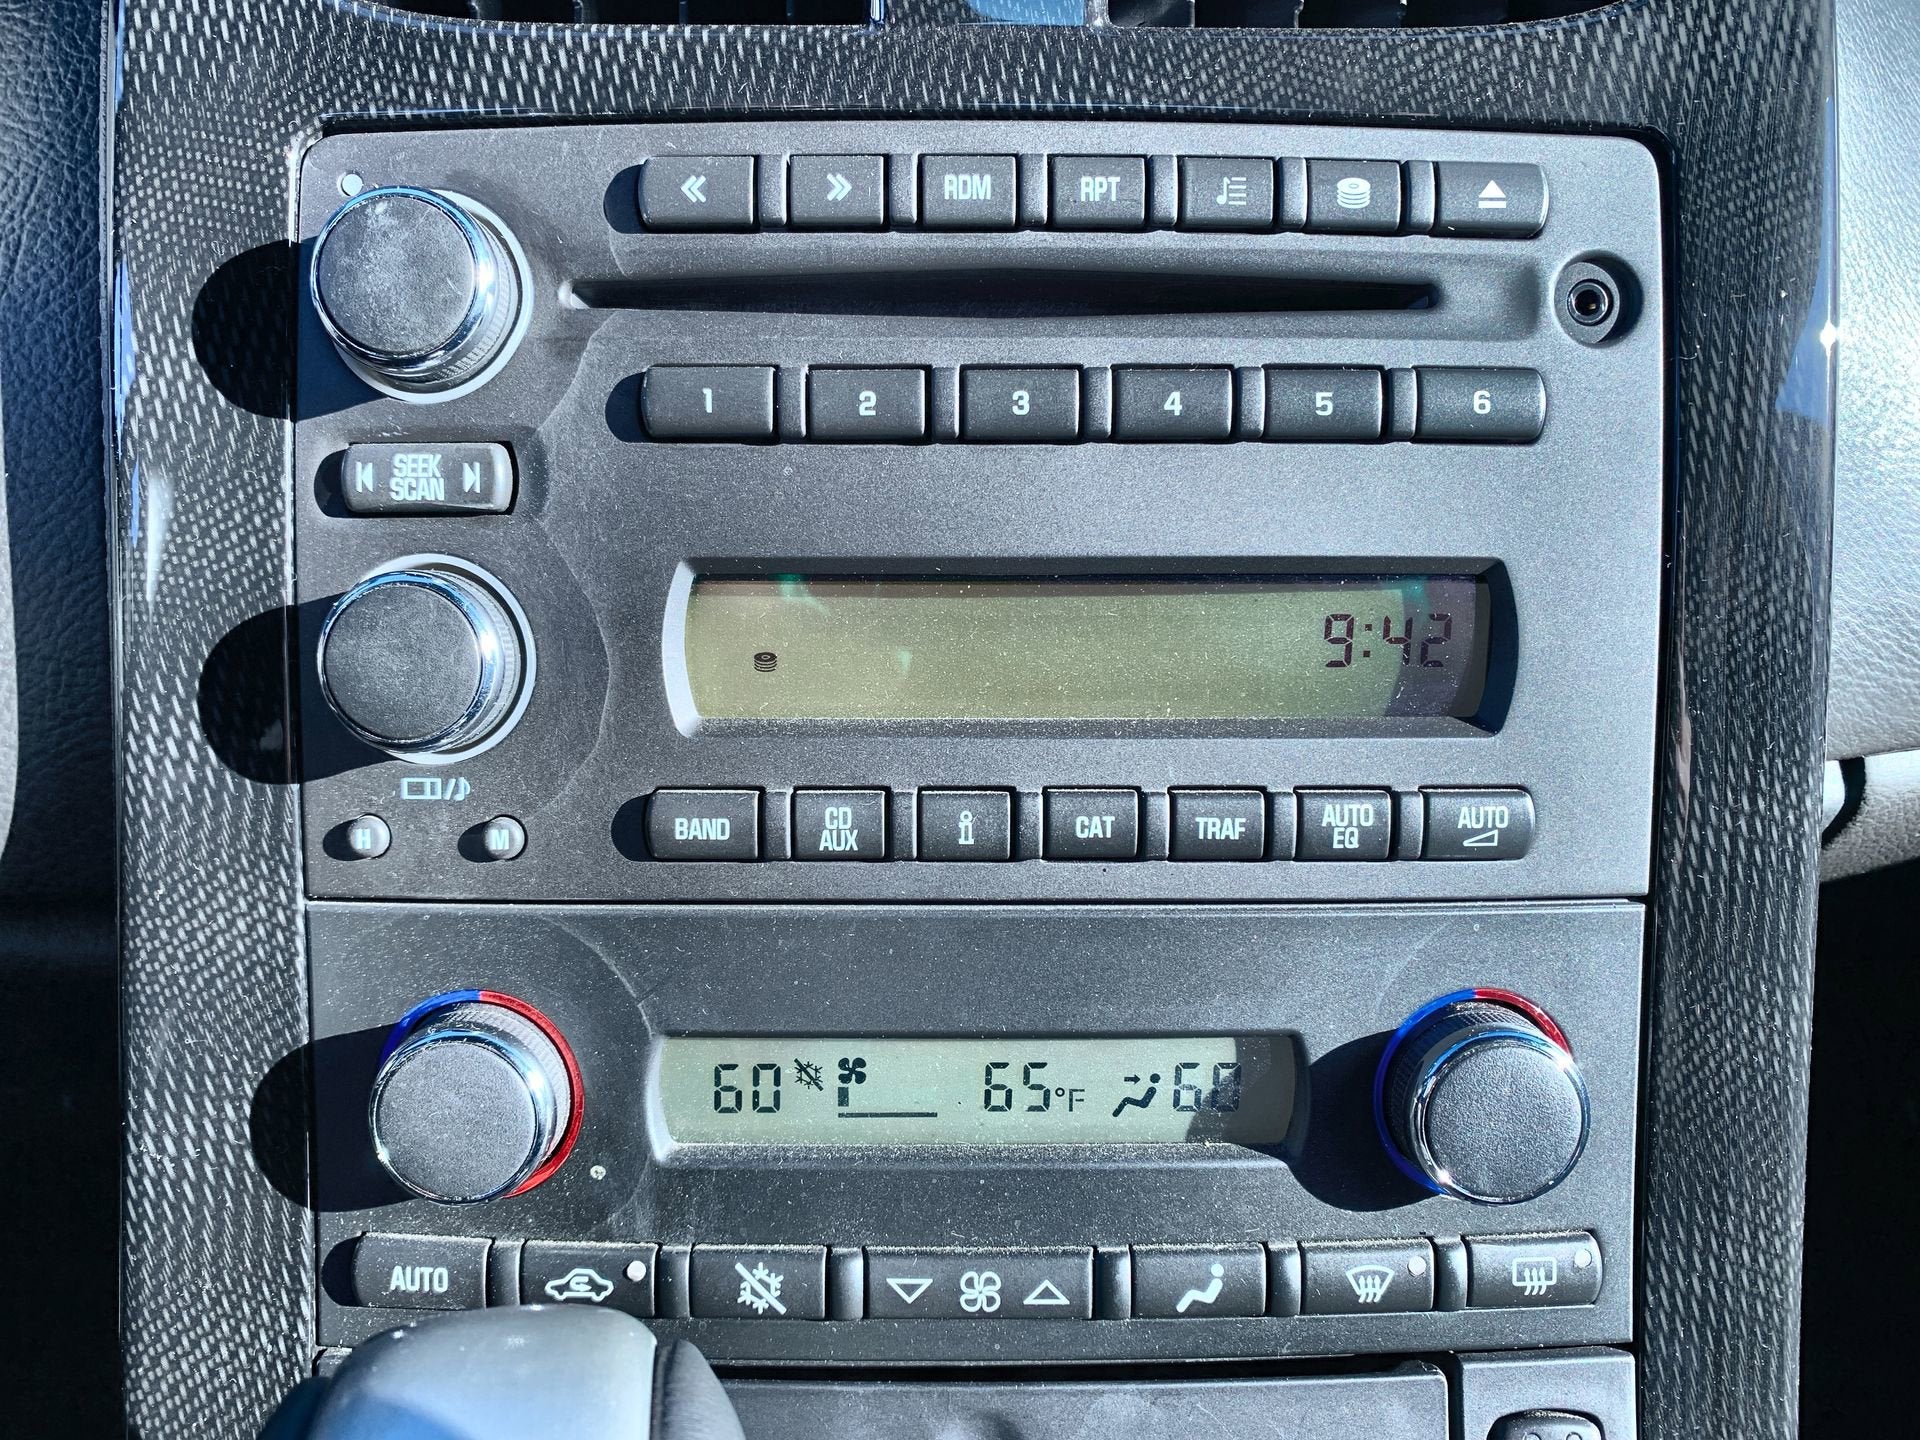 RDM RPT
1 2 3 4 5 6
SEEK
SCAN
9:42
BAND CD AUX i CAT TRAF AUTO EQ AUTO
H M
60 65°F 60
AUTO